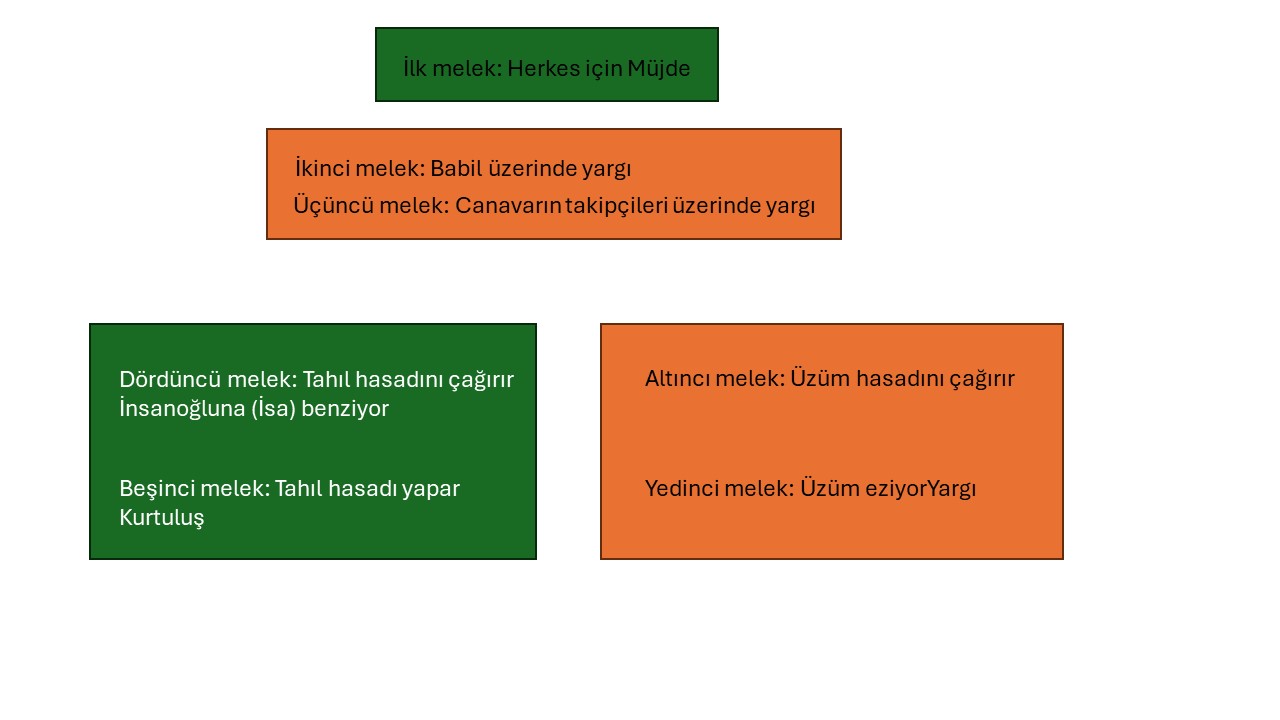 İlk melek: Herkes için Müjde
İkinci melek: Babil üzerinde yargı
Üçüncü melek: Canavarın takipçileri üzerinde yargı
Dördüncü melek: Tahıl hasadını çağırır
İnsanoğluna (İsa) benziyor
Beşinci melek: Tahıl hasadı yapar
Kurtuluş
Altıncı melek: Üzüm hasadını çağırır
Yedinci melek: Üzüm eziyorYargı